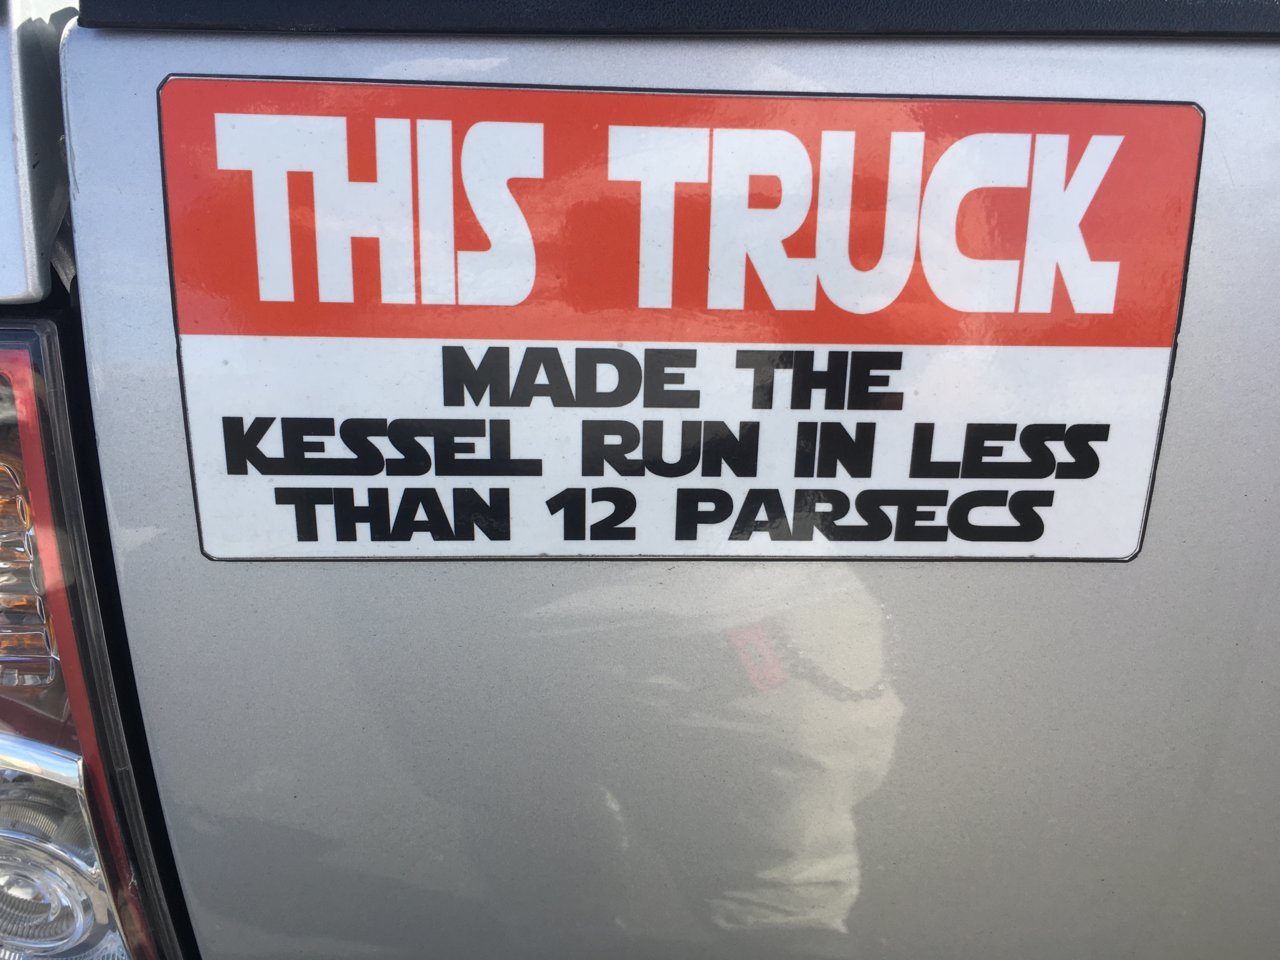 THIS TRUCK
MADE THE
KESSEL RUN IN LESS
THAN 12 PARSECS